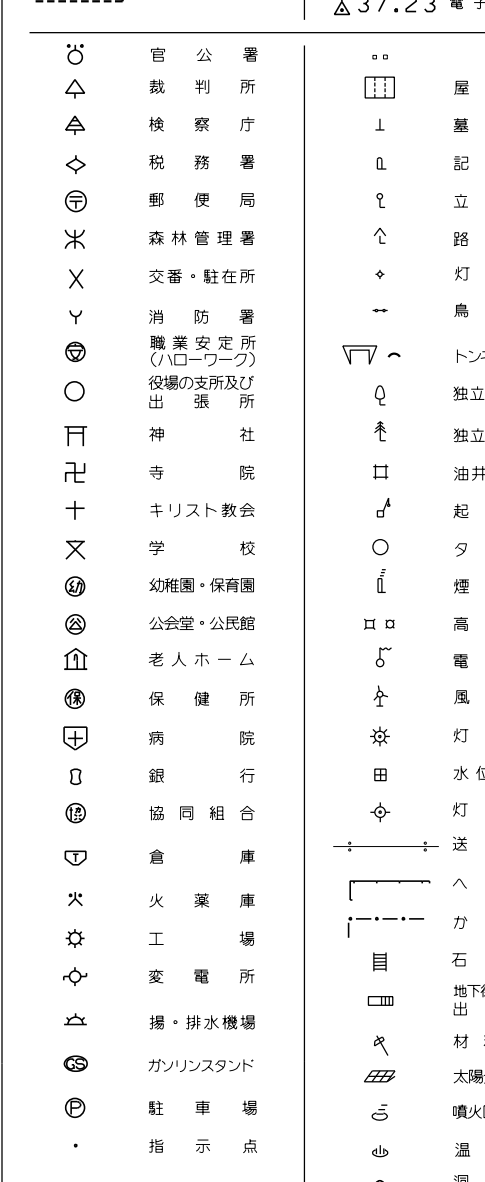 37.23 電子
官公署
裁判所
検察庁
税務署
郵便局
森林管理署
交番・駐在所
消防署
職業安定所
(ハローワーク)
役場の支所及び
出張所
神社
寺院
キリスト教会
学校
幼稚園・保育園
公会堂・公民館
老人ホーム
保健所
病院
銀行
協同組合
倉庫
火薬庫
工場
変電所
揚・排水機場
GS ガソリンスタンド
P 駐車場
指示点
屋
墓
記
立
路
灯
鳥
トンネ
独立
独立
油井
起
タ
煙
高
電
風
灯
水位
灯
送
へ
か
石
地下
出
材
太陽
噴火
温